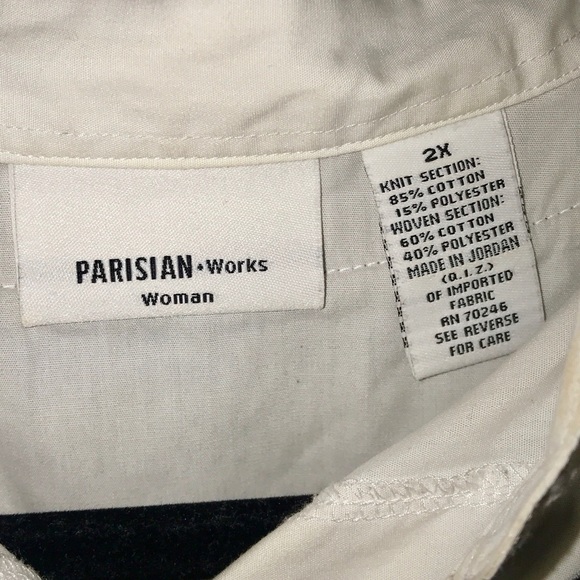 PARISIAN•Works
Woman
2X
KNIT SECTION:
85% COTTON
15% POLYESTER
WOVEN SECTION:
60% COTTON
40% POLYESTER
MADE IN JORDAN
(Q.I.Z.)
OF IMPORTED
FABRIC
RN 70246
SEE REVERSE
FOR CARE